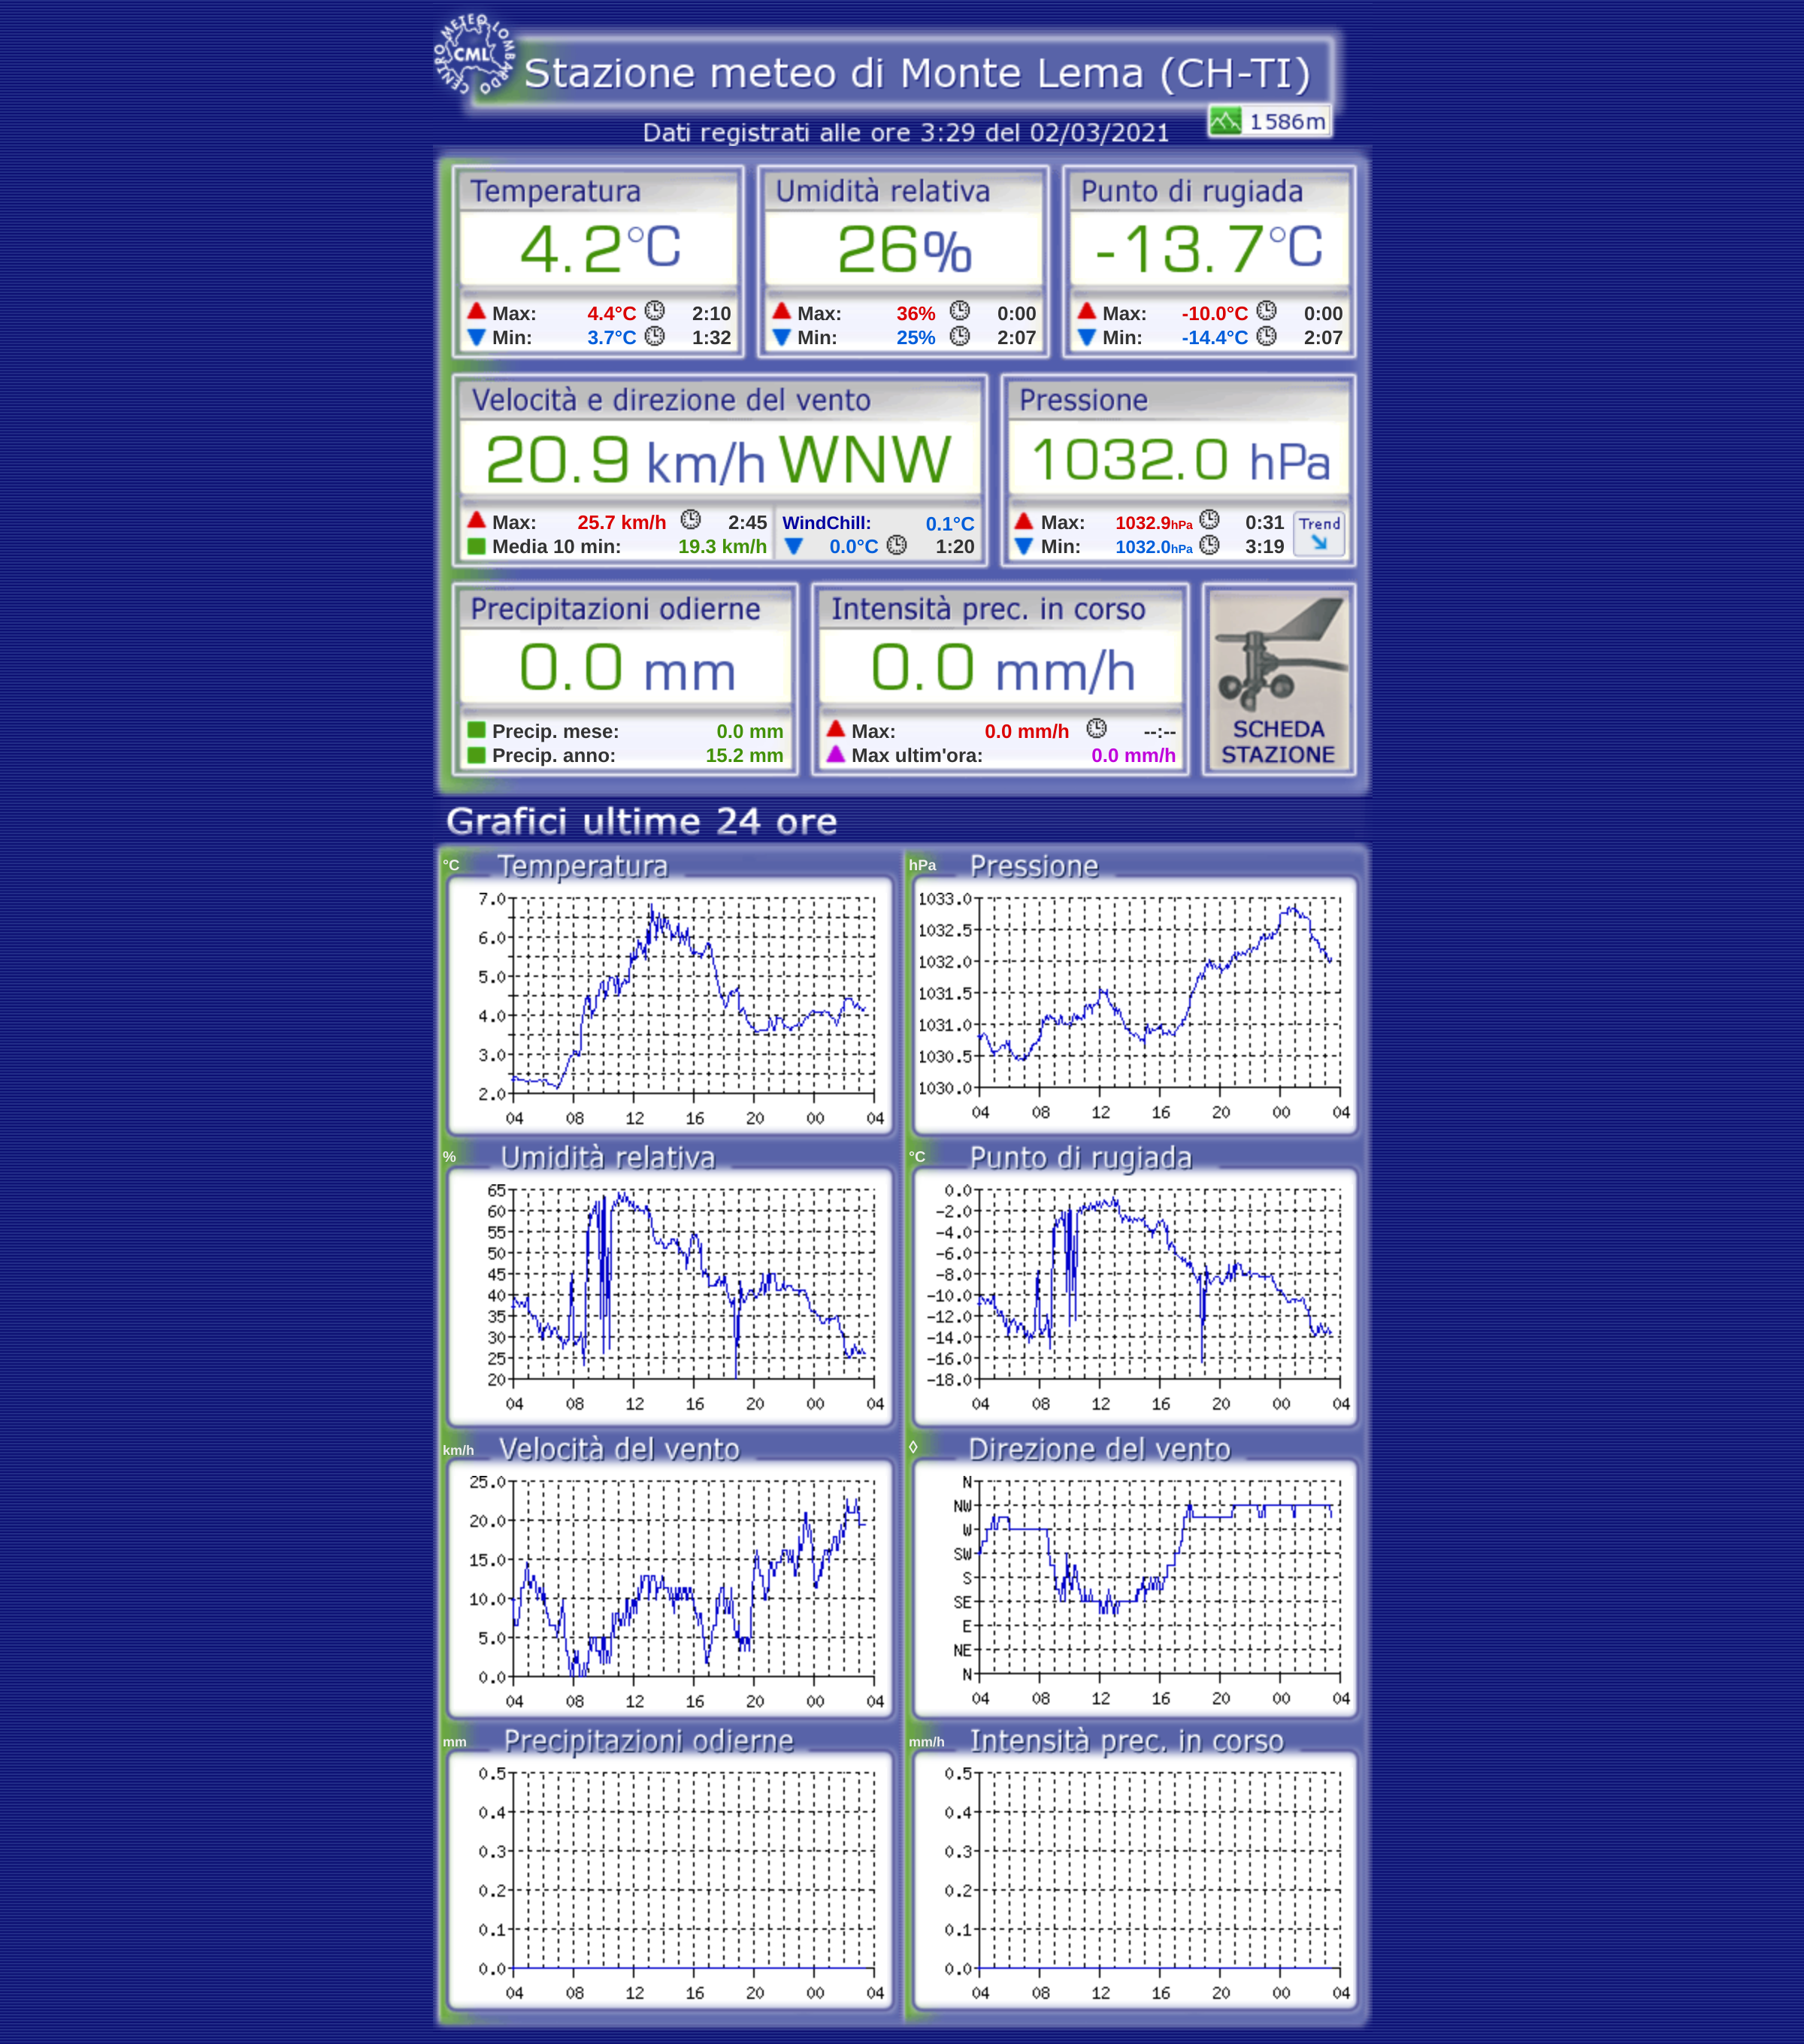 CENTRO METEO LOMBARDO
CML
Stazione meteo di Monte Lema (CH-TI)
1586m
Dati registrati alle ore 3:29 del 02/03/2021
Temperatura
4.2°C
Max: 4.4°C 2:10
Min: 3.7°C 1:32
Umidità relativa
26%
Max: 36% 0:00
Min: 25% 2:07
Punto di rugiada
-13.7°C
Max: -10.0°C 0:00
Min: -14.4°C 2:07
Velocità e direzione del vento
20.9 km/h WNW
Max: 25.7 km/h 2:45
Media 10 min: 19.3 km/h
WindChill: 0.1°C
0.0°C 1:20
Pressione
1032.0 hPa
Max: 1032.9hPa 0:31
Min: 1032.0hPa 3:19
Trend
Precipitazioni odierne
0.0 mm
Precip. mese: 0.0 mm
Precip. anno: 15.2 mm
Intensità prec. in corso
0.0 mm/h
Max: 0.0 mm/h --:--
Max ultim'ora: 0.0 mm/h
SCHEDA
STAZIONE
Grafici ultime 24 ore
°C Temperatura
7.0
6.0
5.0
4.0
3.0
2.0
04 08 12 16 20 00 04
hPa Pressione
1033.0
1032.5
1032.0
1031.5
1031.0
1030.5
1030.0
04 08 12 16 20 00 04
% Umidità relativa
65
60
55
50
45
40
35
30
25
20
04 08 12 16 20 00 04
°C Punto di rugiada
0.0
-2.0
-4.0
-6.0
-8.0
-10.0
-12.0
-14.0
-16.0
-18.0
04 08 12 16 20 00 04
km/h Velocità del vento
25.0
20.0
15.0
10.0
5.0
0.0
04 08 12 16 20 00 04
◊ Direzione del vento
N
NW
W
SW
S
SE
E
NE
N
04 08 12 16 20 00 04
mm Precipitazioni odierne
0.5
0.4
0.3
0.2
0.1
0.0
04 08 12 16 20 00 04
mm/h Intensità prec. in corso
0.5
0.4
0.3
0.2
0.1
0.0
04 08 12 16 20 00 04